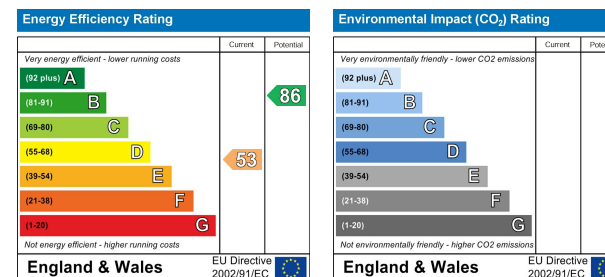 Energy Efficiency Rating
Current Potential
Very energy efficient - lower running costs
(92 plus) A
(81-91) B
(69-80) C
(55-68) D
(39-54) E
(21-38) F
(1-20) G
86
53
Not energy efficient - higher running costs
England & Wales
EU Directive
2002/91/EC
Environmental Impact (CO₂) Rating
Current Pote
Very environmentally friendly - lower CO2 emissions
(92 plus) A
(81-91) B
(69-80) C
(55-68) D
(39-54) E
(21-38) F
(1-20) G
Not environmentally friendly - higher CO2 emissions
England & Wales
EU Directive
2002/91/EC